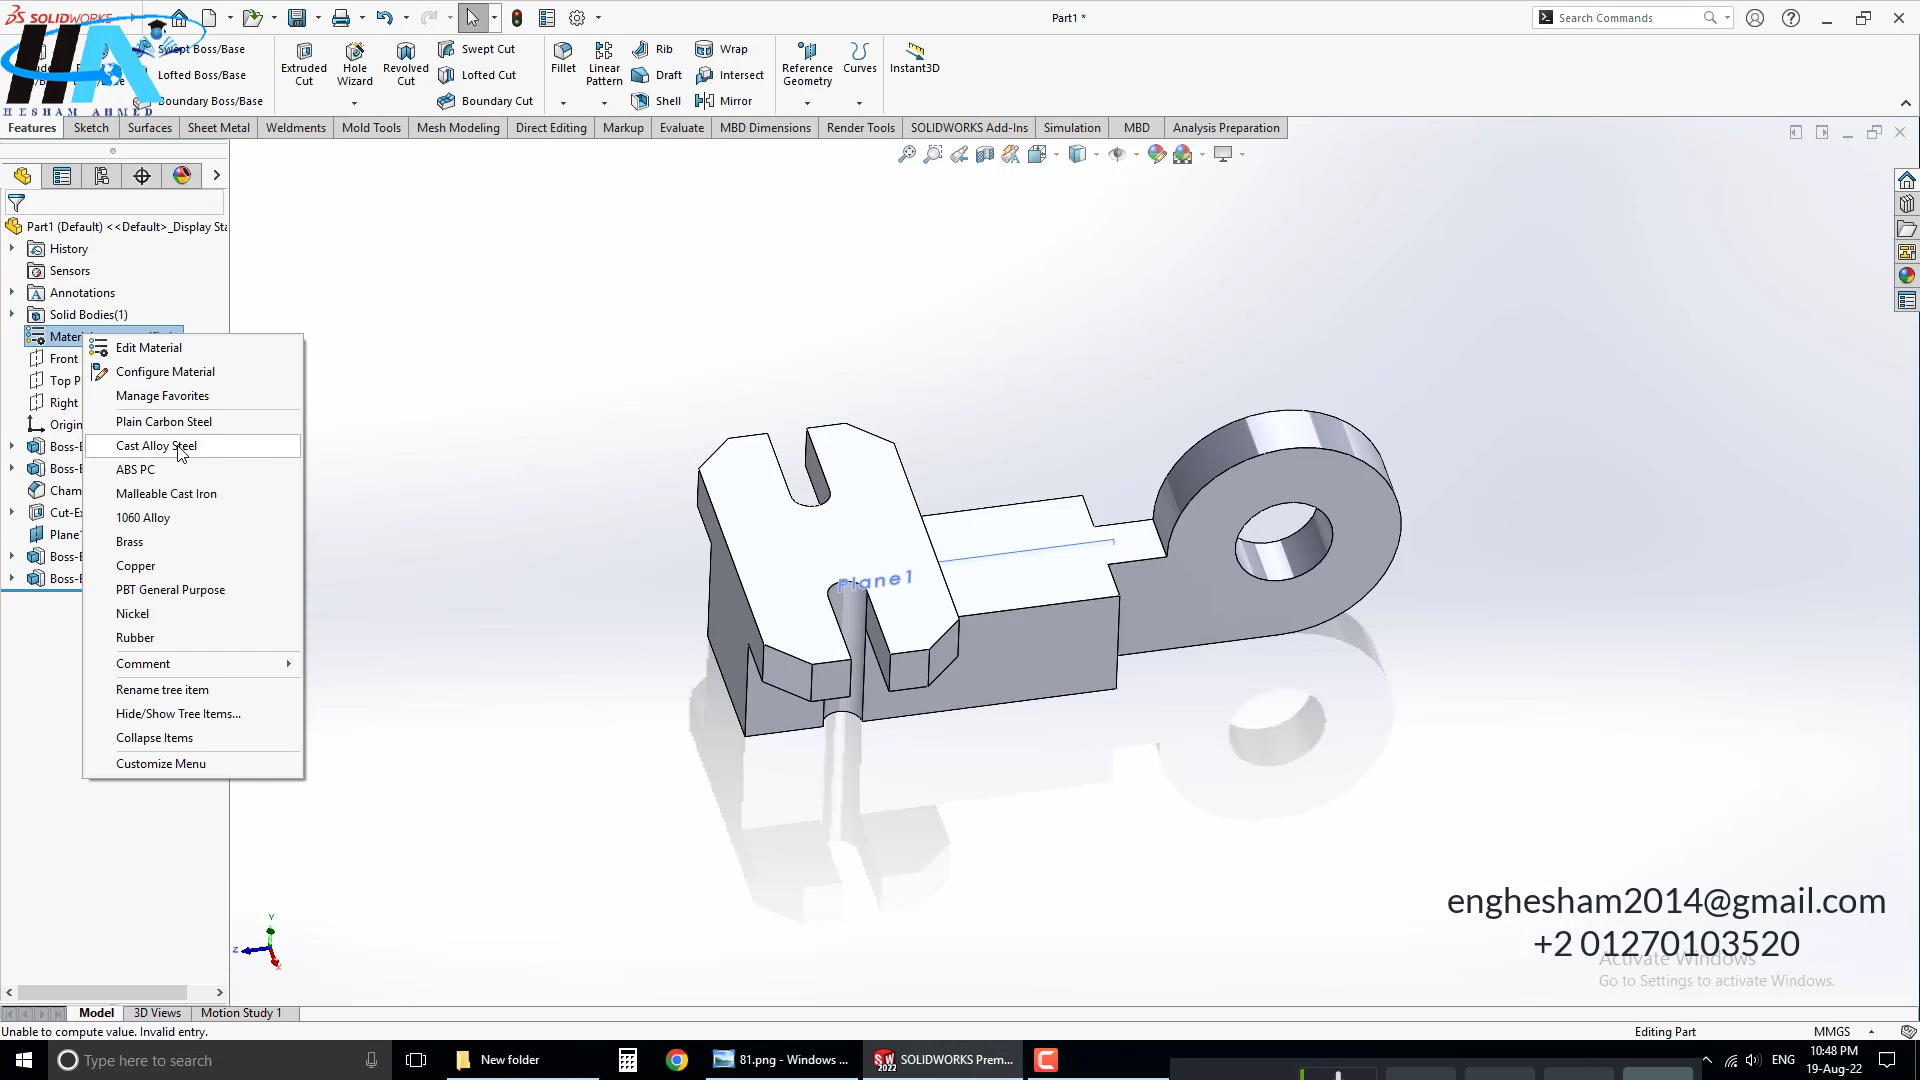 SOLIDWORKS
Part1 *
Search Commands
HESHAM AHMED
Swept Boss/Base
Lofted Boss/Base
Boundary Boss/Base
Extruded Cut
Hole Wizard
Revolved Cut
Swept Cut
Lofted Cut
Boundary Cut
Fillet
Linear Pattern
Rib
Draft
Shell
Wrap
Intersect
Mirror
Reference Geometry
Curves
Instant3D
Features
Sketch
Surfaces
Sheet Metal
Weldments
Mold Tools
Mesh Modeling
Direct Editing
Markup
Evaluate
MBD Dimensions
Render Tools
SOLIDWORKS Add-Ins
Simulation
MBD
Analysis Preparation
Part1 (Default) <<Default>_Display Sta
History
Sensors
Annotations
Solid Bodies(1)
Front
Top P
Right
Origin
Boss-E
Boss-E
Cham
Cut-Ex
Plane1
Boss-E
Boss-E
Edit Material
Configure Material
Manage Favorites
Plain Carbon Steel
Cast Alloy Steel
ABS PC
Malleable Cast Iron
1060 Alloy
Brass
Copper
PBT General Purpose
Nickel
Rubber
Comment
Rename tree item
Hide/Show Tree Items...
Collapse Items
Customize Menu
Plane1
Y
Z
X
enghesham2014@gmail.com
+2 01270103520
Activate Windows
Go to Settings to activate Windows.
Model
3D Views
Motion Study 1
Unable to compute value. Invalid entry.
Editing Part
MMGS
Type here to search
New folder
81.png - Windows ...
SW 2022
SOLIDWORKS Prem...
ENG
10:48 PM
19-Aug-22